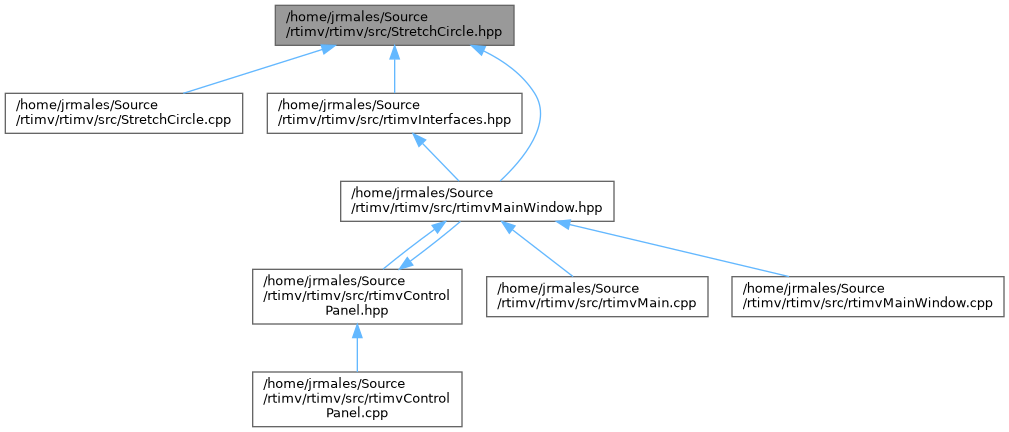 /home/jrmales/Source
/rtimv/rtimv/src/StretchCircle.hpp
/home/jrmales/Source
/rtimv/rtimv/src/StretchCircle.cpp
/home/jrmales/Source
/rtimv/rtimv/src/rtimvInterfaces.hpp
/home/jrmales/Source
/rtimv/rtimv/src/rtimvMainWindow.hpp
/home/jrmales/Source
/rtimv/rtimv/src/rtimvControl
Panel.hpp
/home/jrmales/Source
/rtimv/rtimv/src/rtimvMain.cpp
/home/jrmales/Source
/rtimv/rtimv/src/rtimvMainWindow.cpp
/home/jrmales/Source
/rtimv/rtimv/src/rtimvControl
Panel.cpp